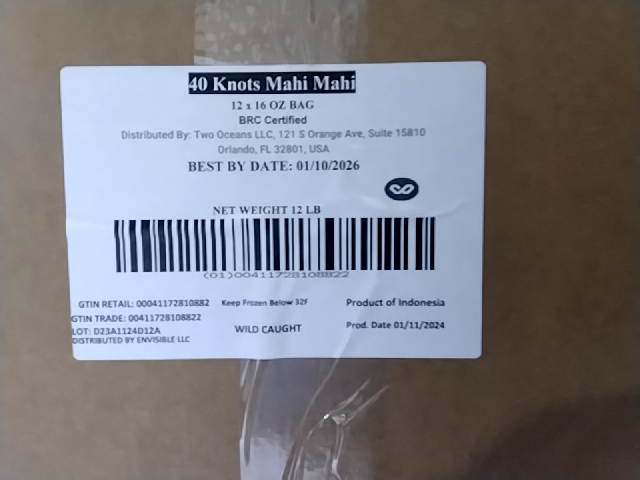 40 Knots Mahi Mahi
12 x 16 OZ BAG
BRC Certified
Distributed By: Two Oceans LLC, 121 S Orange Ave, Suite 15810
Orlando, FL 32801, USA
BEST BY DATE: 01/10/2026
NET WEIGHT 12 LB
(01)00411728108822
GTIN RETAIL: 00041172810882
Keep Frozen Below 32F
Product of Indonesia
GTIN TRADE: 00411728108822
LOT: D23A1124D12A
WILD CAUGHT
Prod. Date 01/11/2024
DISTRIBUTED BY ENVISIBLE LLC